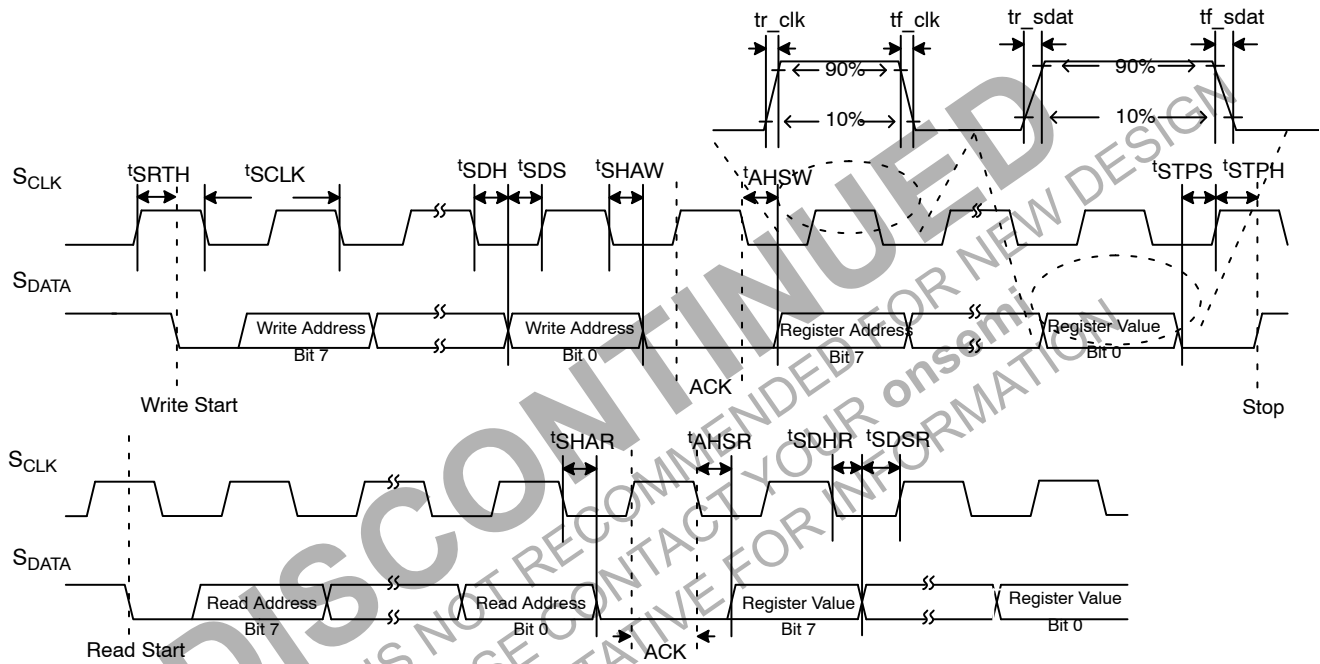 tr_clk tf_clk tr_sdat tf_sdat
90% 90%
10% 10%
SCLK tSRTH tSCLK tSDH tSDS tSHAW tAHSW tSTPS tSTPH
SDATA
Write Address Write Address Register Address Register Value
Bit 7 Bit 0 Bit 7 Bit 0
ACK
Write Start Stop
SCLK tSHAR tAHSR tSDHR tSDSR
SDATA
Read Address Read Address Register Value Register Value
Bit 7 Bit 0 Bit 7 Bit 0
Read Start ACK
DISCONTINUED
IS NOT RECOMMENDED FOR NEW DESIGN
SE CONTACT YOUR onsemi
TATIVE FOR INFORMATION